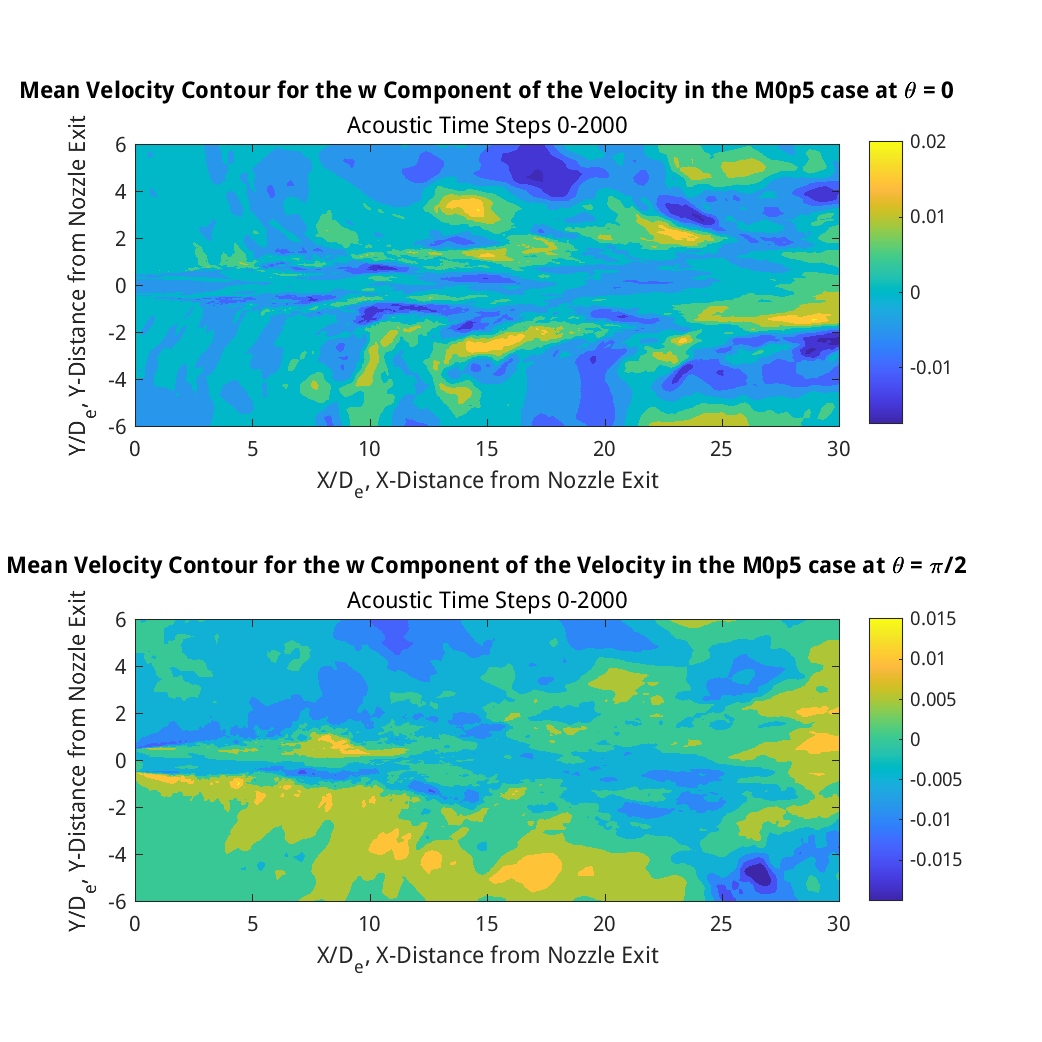 Mean Velocity Contour for the w Component of the Velocity in the M0p5 case at θ = 0
Acoustic Time Steps 0-2000
Y/De, Y-Distance from Nozzle Exit
6
4
2
0
-2
-4
-6
0 5 10 15 20 25 30
X/De, X-Distance from Nozzle Exit
0.02
0.01
0
-0.01
Mean Velocity Contour for the w Component of the Velocity in the M0p5 case at θ = π/2
Acoustic Time Steps 0-2000
Y/De, Y-Distance from Nozzle Exit
6
4
2
0
-2
-4
-6
0 5 10 15 20 25 30
X/De, X-Distance from Nozzle Exit
0.015
0.01
0.005
0
-0.005
-0.01
-0.015